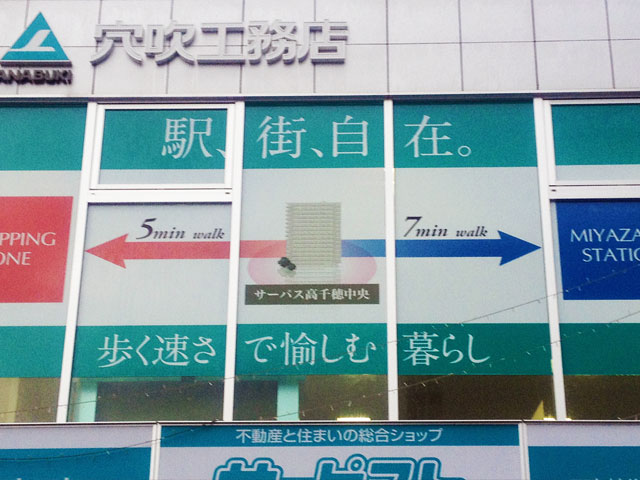 ANABUKI
穴吹工務店
駅、街、自在。
PPING
ONE
5min walk
7min walk
MIYAZA
STATIO
サーパス高千穂中央
歩く速さで愉しむ暮らし
不動産と住まいの総合ショップ